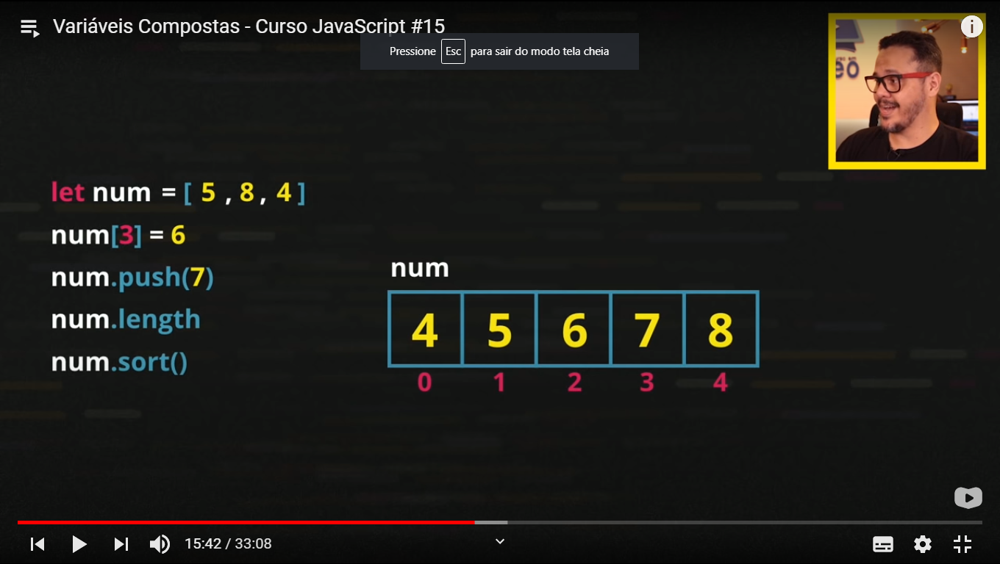 Variáveis Compostas - Curso JavaScript #15
Pressione Esc para sair do modo tela cheia
let num = [ 5 , 8 , 4 ]
num[3] = 6
num.push(7)
num.length
num.sort()
num
4 5 6 7 8
0 1 2 3 4
15:42 / 33:08